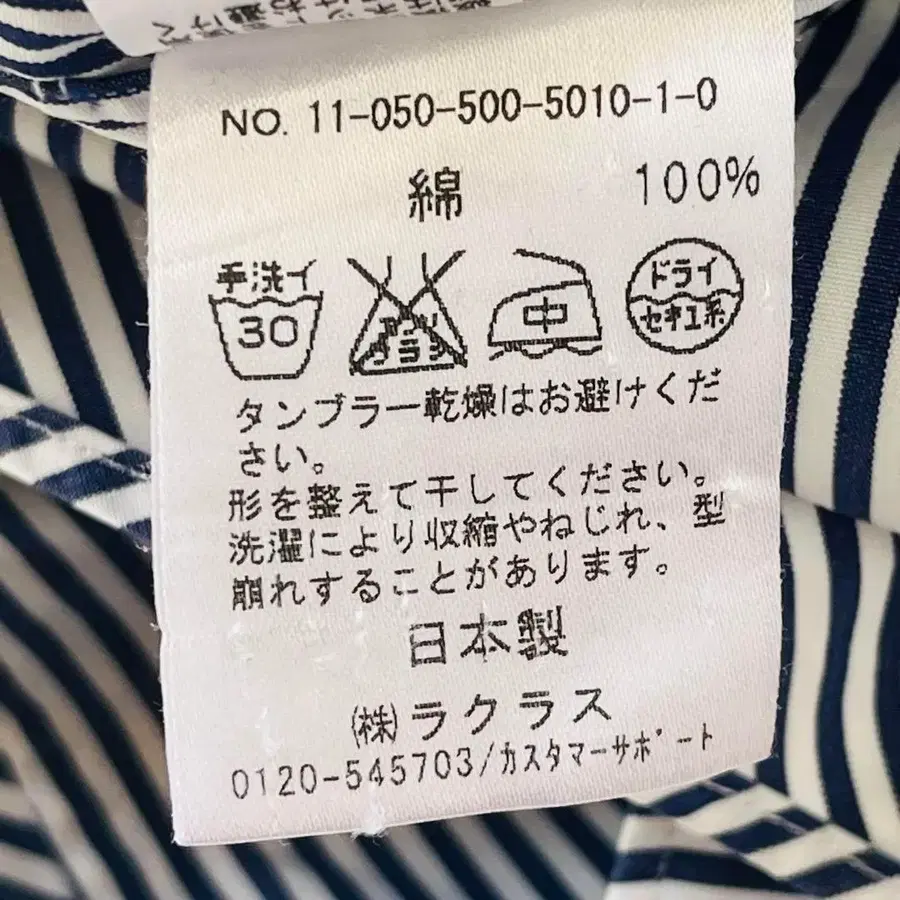 NO. 11-050-500-5010-1-0
綿 100%
手洗イ
30
中
ドライ
セキユ系
タンブラー乾燥はお避けくだ
さい。
形を整えて干してください。
洗濯により収縮やねじれ、型
崩れすることがあります。
日本製
㈱ラクラス
0120-545703/カスタマーサポート